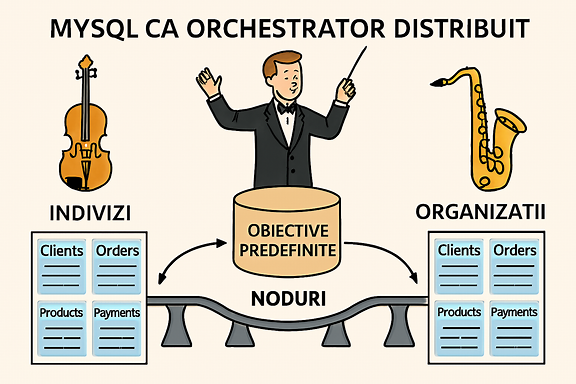 MYSQL CA ORCHESTRATOR DISTRIBUIT
INDIVIZI
ORGANIZATII
OBIECTIVE
PREDEFINITE
Clients
Orders
Products
Payments
NODURI
Clients
Orders
Products
Payments